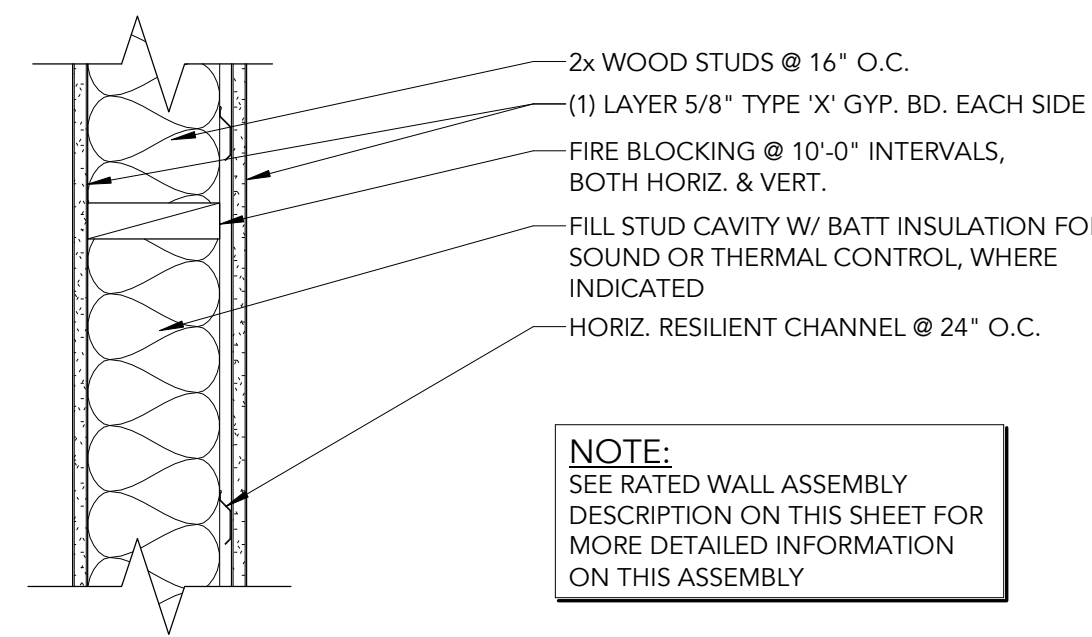 2x WOOD STUDS @ 16" O.C.
(1) LAYER 5/8" TYPE 'X' GYP. BD. EACH SIDE
FIRE BLOCKING @ 10'-0" INTERVALS,
BOTH HORIZ. & VERT.
FILL STUD CAVITY W/ BATT INSULATION
SOUND OR THERMAL CONTROL, WHERE
INDICATED
HORIZ. RESILIENT CHANNEL @ 24" O.C.
NOTE:
SEE RATED WALL ASSEMBLY
DESCRIPTION ON THIS SHEET FOR
MORE DETAILED INFORMATION
ON THIS ASSEMBLY